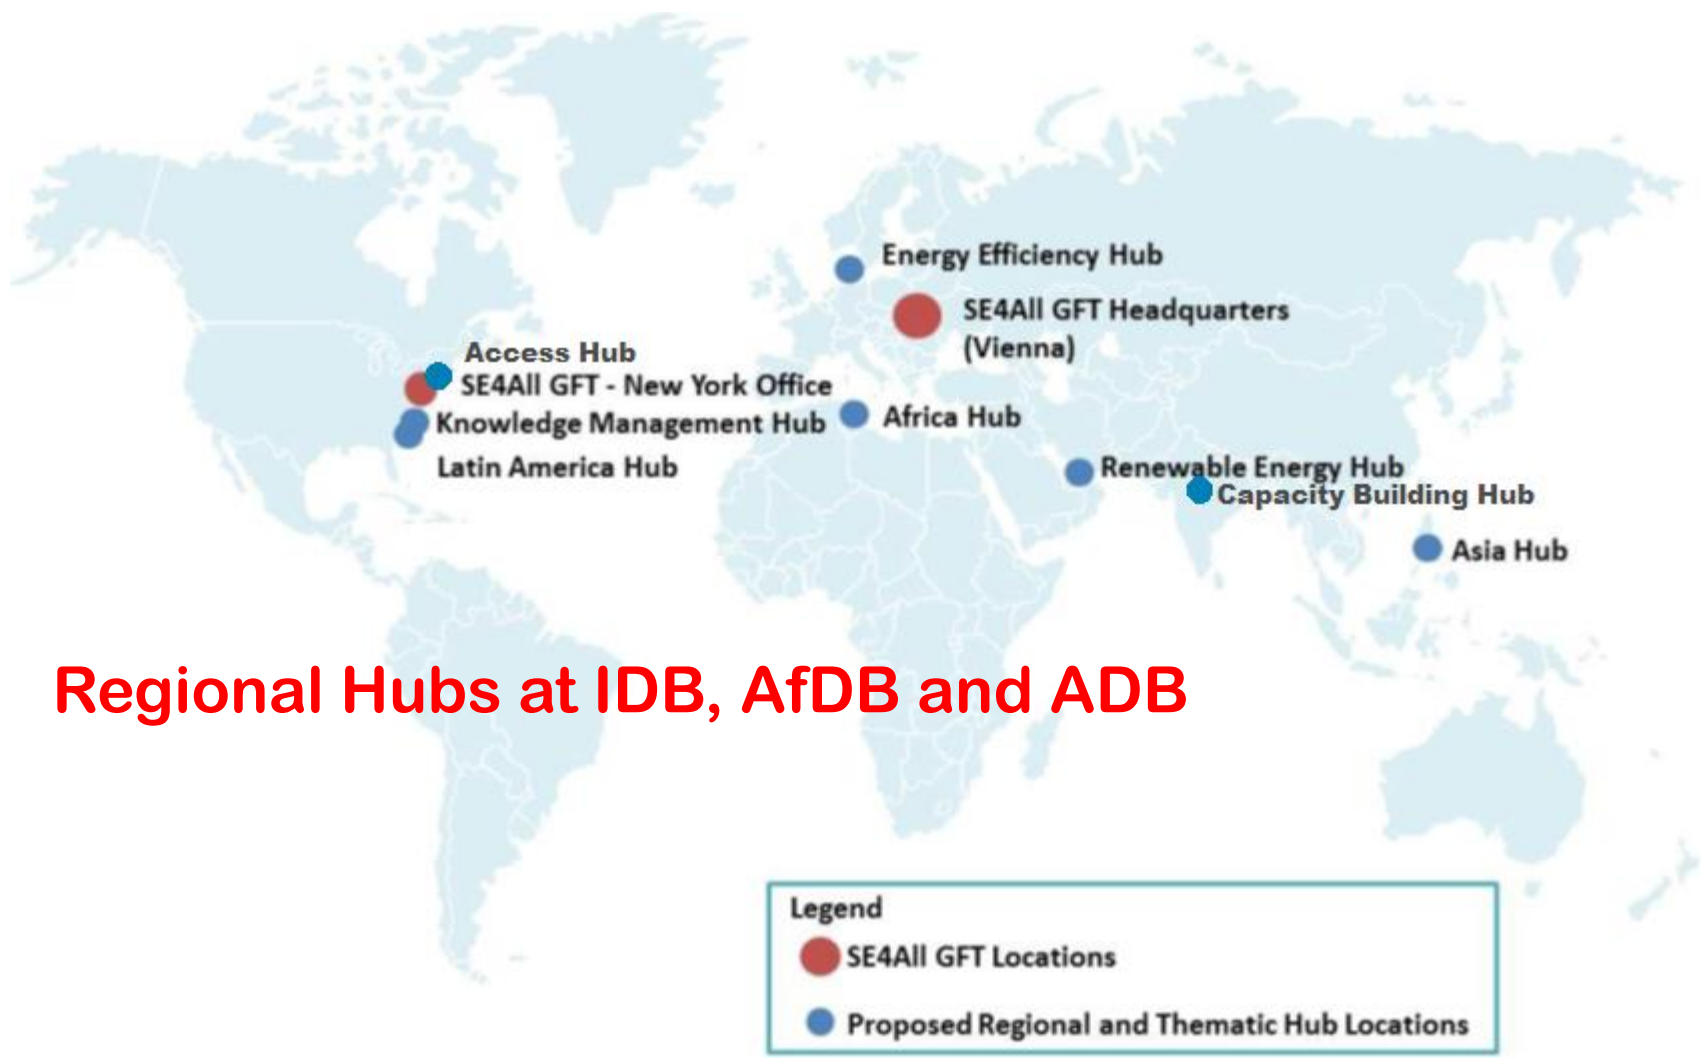 Energy Efficiency Hub
SE4All GFT Headquarters
(Vienna)
Access Hub
SE4All GFT - New York Office
Knowledge Management Hub
Latin America Hub
Africa Hub
Renewable Energy Hub
Capacity Building Hub
Asia Hub
Regional Hubs at IDB, AfDB and ADB
Legend
SE4All GFT Locations
Proposed Regional and Thematic Hub Locations